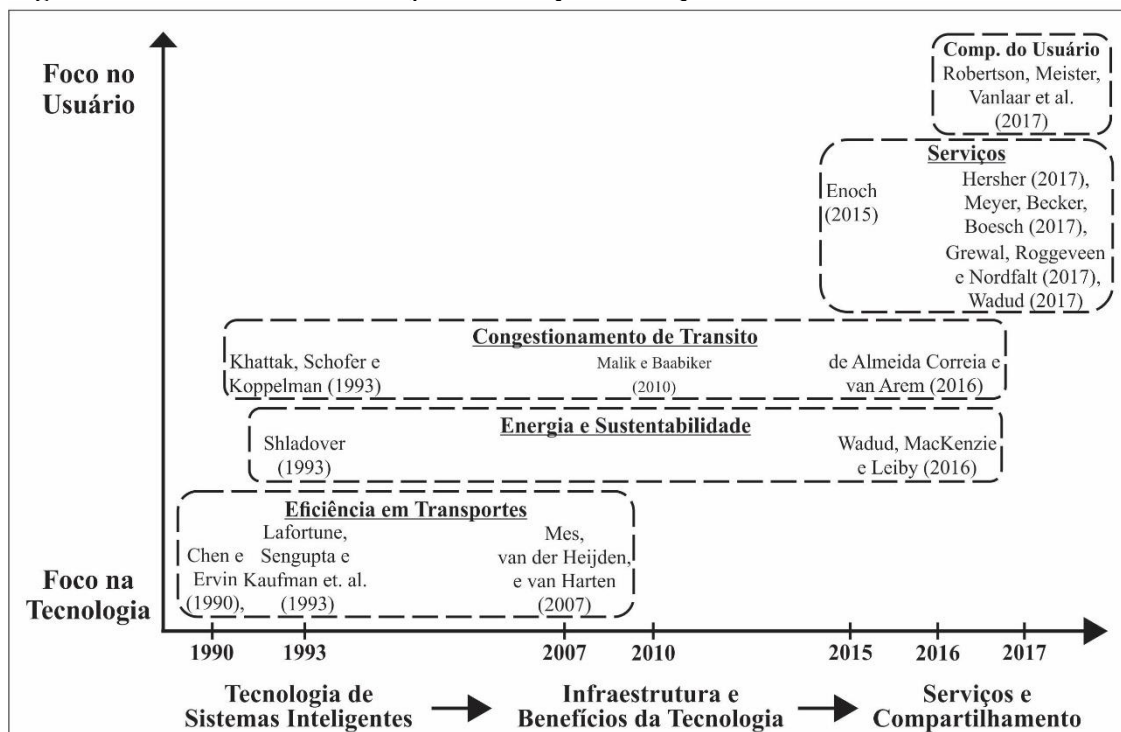 Foco no
Usuário
Comp. do Usuário
Robertson, Meister,
Vanlaar et al.
(2017)
Serviços
Enoch
(2015)
Hersher (2017),
Meyer, Becker,
Boesch (2017),
Grewal, Roggeveen
e Nordfalt (2017),
Wadud (2017)
Congestionamento de Transito
Khattak, Schofer e
Koppelman (1993)
Malik e Baabiker
(2010)
de Almeida Correia e
van Arem (2016)
Energia e Sustentabilidade
Shladover
(1993)
Wadud, MacKenzie
e Leiby (2016)
Eficiência em Transportes
Chen e
Ervin
(1990),
Lafortune,
Sengupta e
Kaufman et. al.
(1993)
Mes,
van der Heijden,
e van Harten
(2007)
Foco na
Tecnologia
1990 1993 2007 2010 2015 2016 2017
Tecnologia de
Sistemas Inteligentes
Infraestrutura e
Benefícios da Tecnologia
Serviços e
Compartilhamento